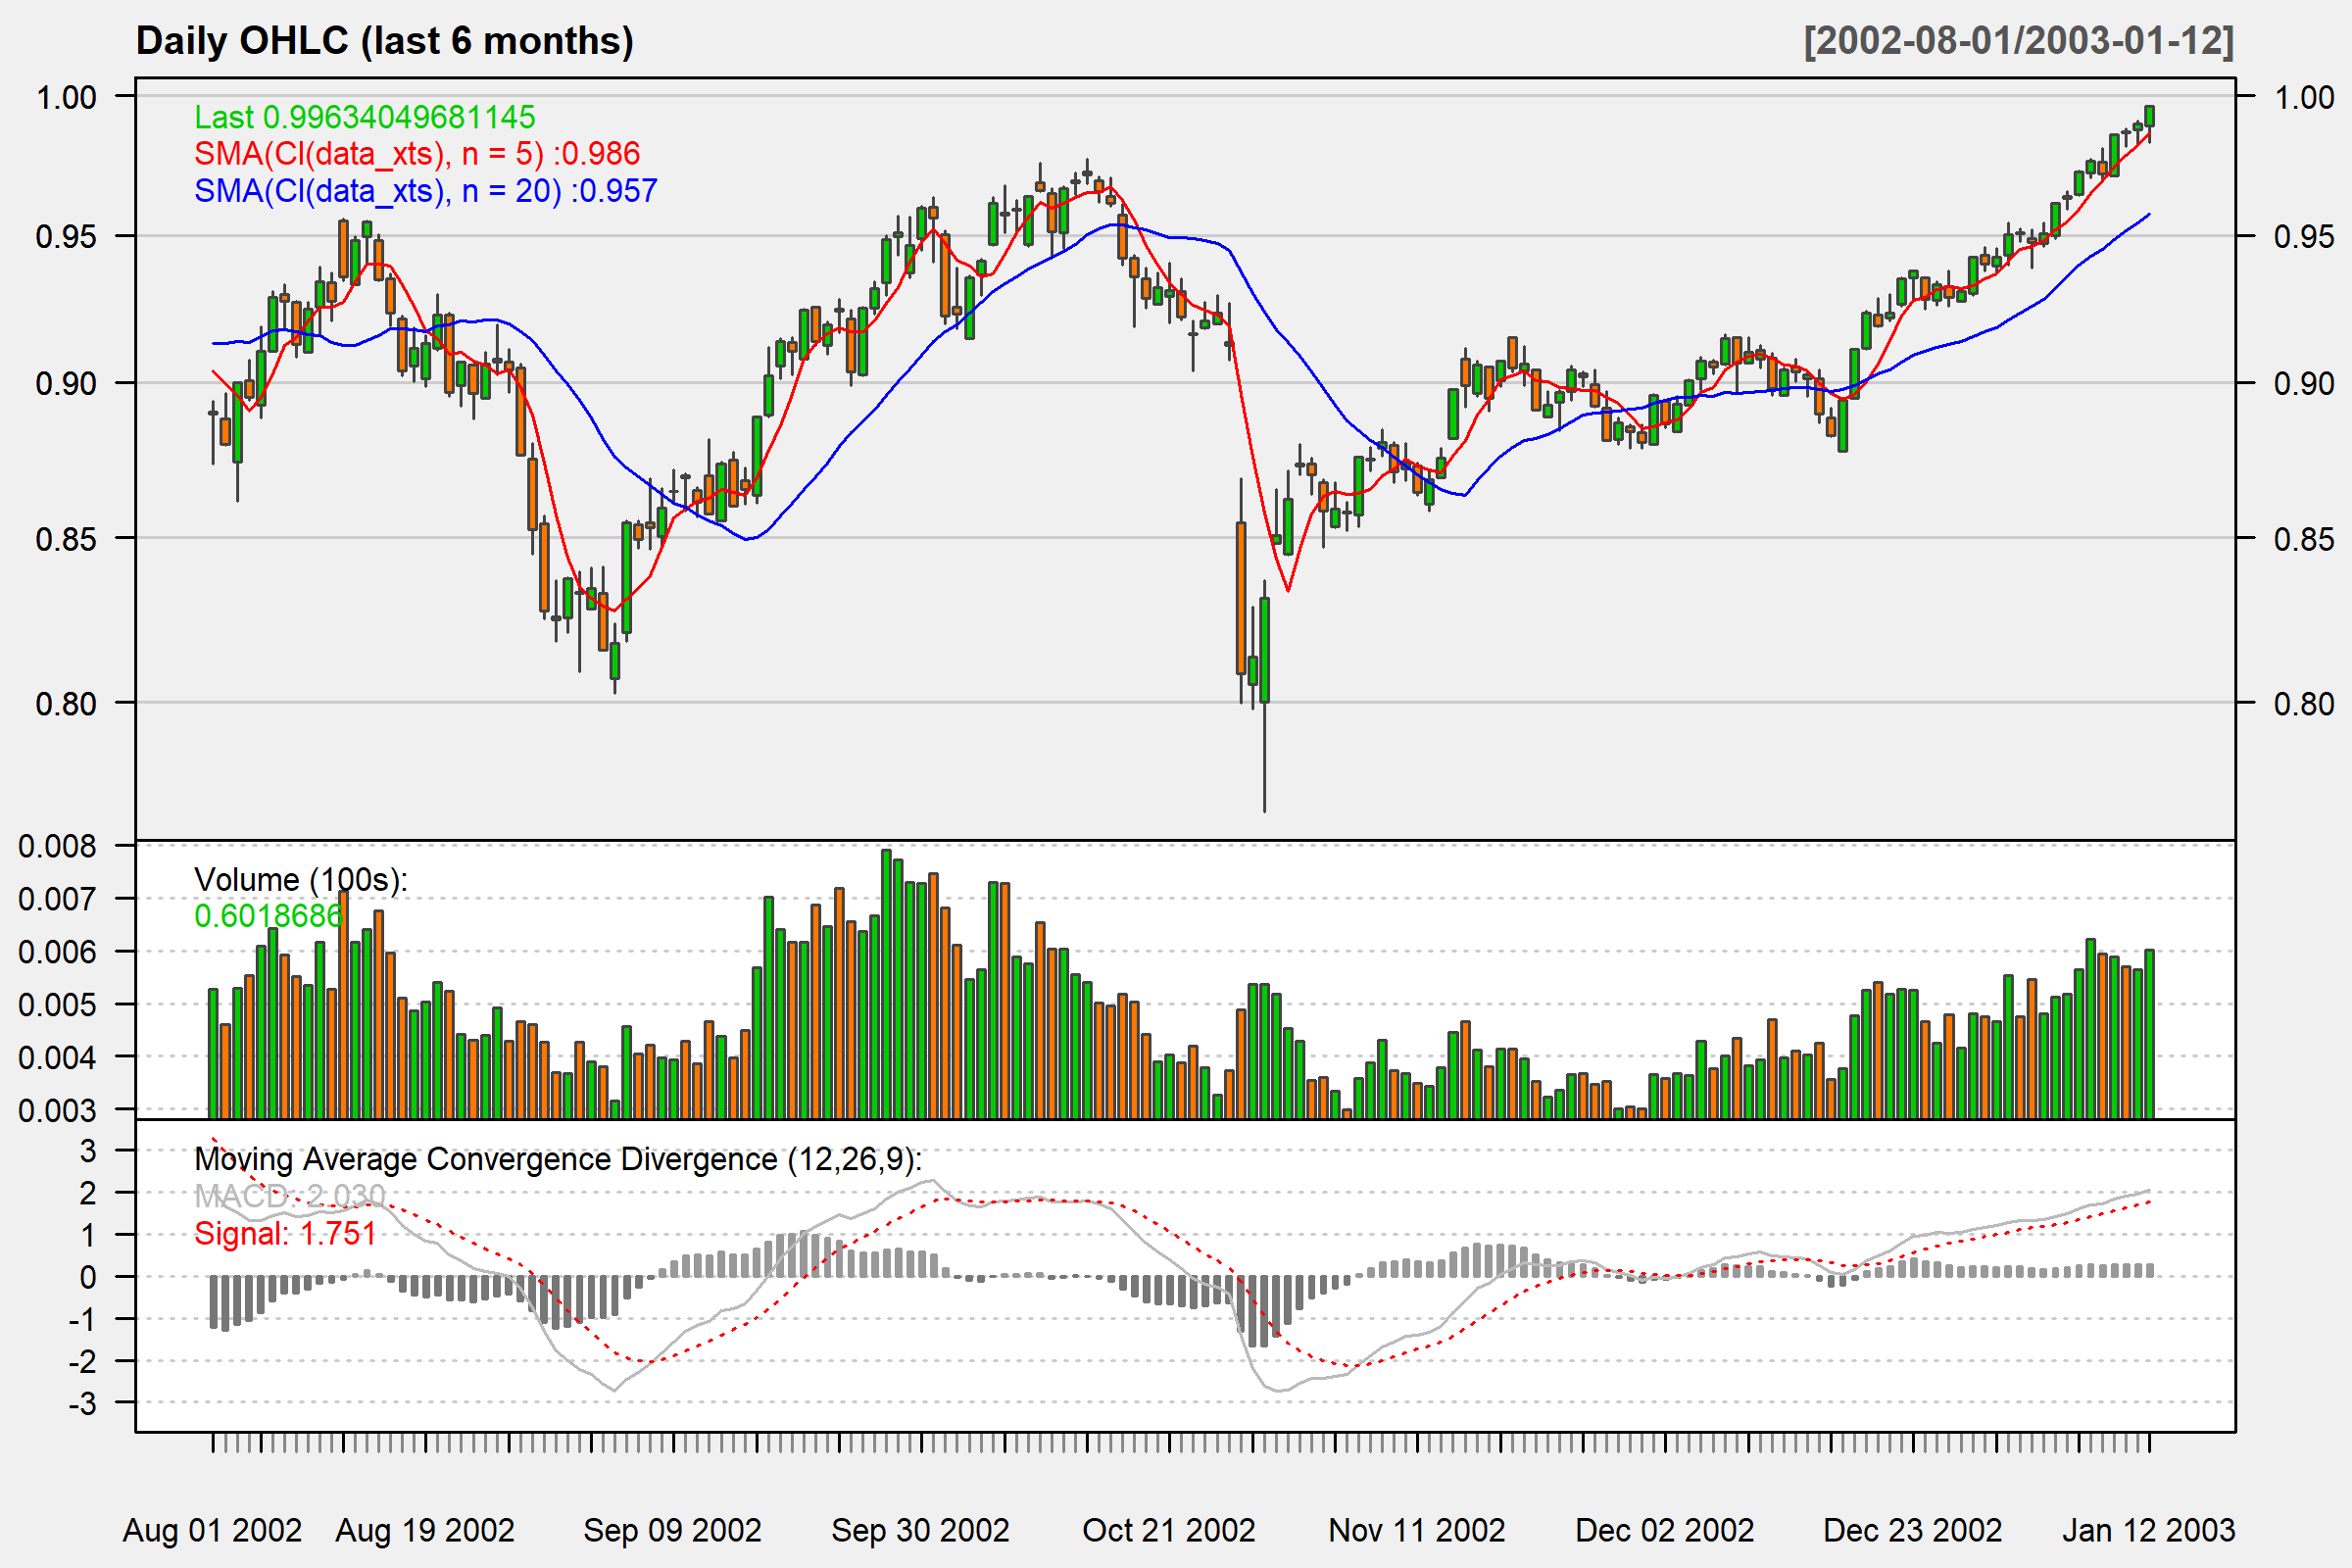 Daily OHLC (last 6 months) [2002-08-01/2003-01-12]
1.00 1.00
Last 0.99634049681145
SMA(Cl(data_xts), n = 5) :0.986
SMA(Cl(data_xts), n = 20) :0.957
0.95 0.95
0.90 0.90
0.85 0.85
0.80 0.80
0.008
Volume (100s):
0.007
0.6018686
0.006
0.005
0.004
0.003
3
Moving Average Convergence Divergence (12,26,9):
2
MACD: 2.030
1
Signal: 1.751
0
-1
-2
-3
Aug 01 2002 Aug 19 2002 Sep 09 2002 Sep 30 2002 Oct 21 2002 Nov 11 2002 Dec 02 2002 Dec 23 2002 Jan 12 2003